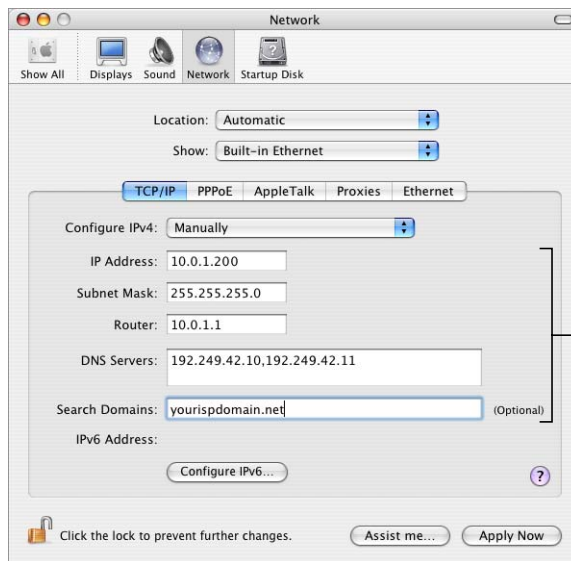 Network
Show All Displays Sound Network Startup Disk
Location: Automatic
Show: Built-in Ethernet
TCP/IP PPPoE AppleTalk Proxies Ethernet
Configure IPv4: Manually
IP Address: 10.0.1.200
Subnet Mask: 255.255.255.0
Router: 10.0.1.1
DNS Servers: 192.249.42.10,192.249.42.11
Search Domains: yourispdomain.net (Optional)
IPv6 Address:
Configure IPv6...
?
Click the lock to prevent further changes. Assist me... Apply Now